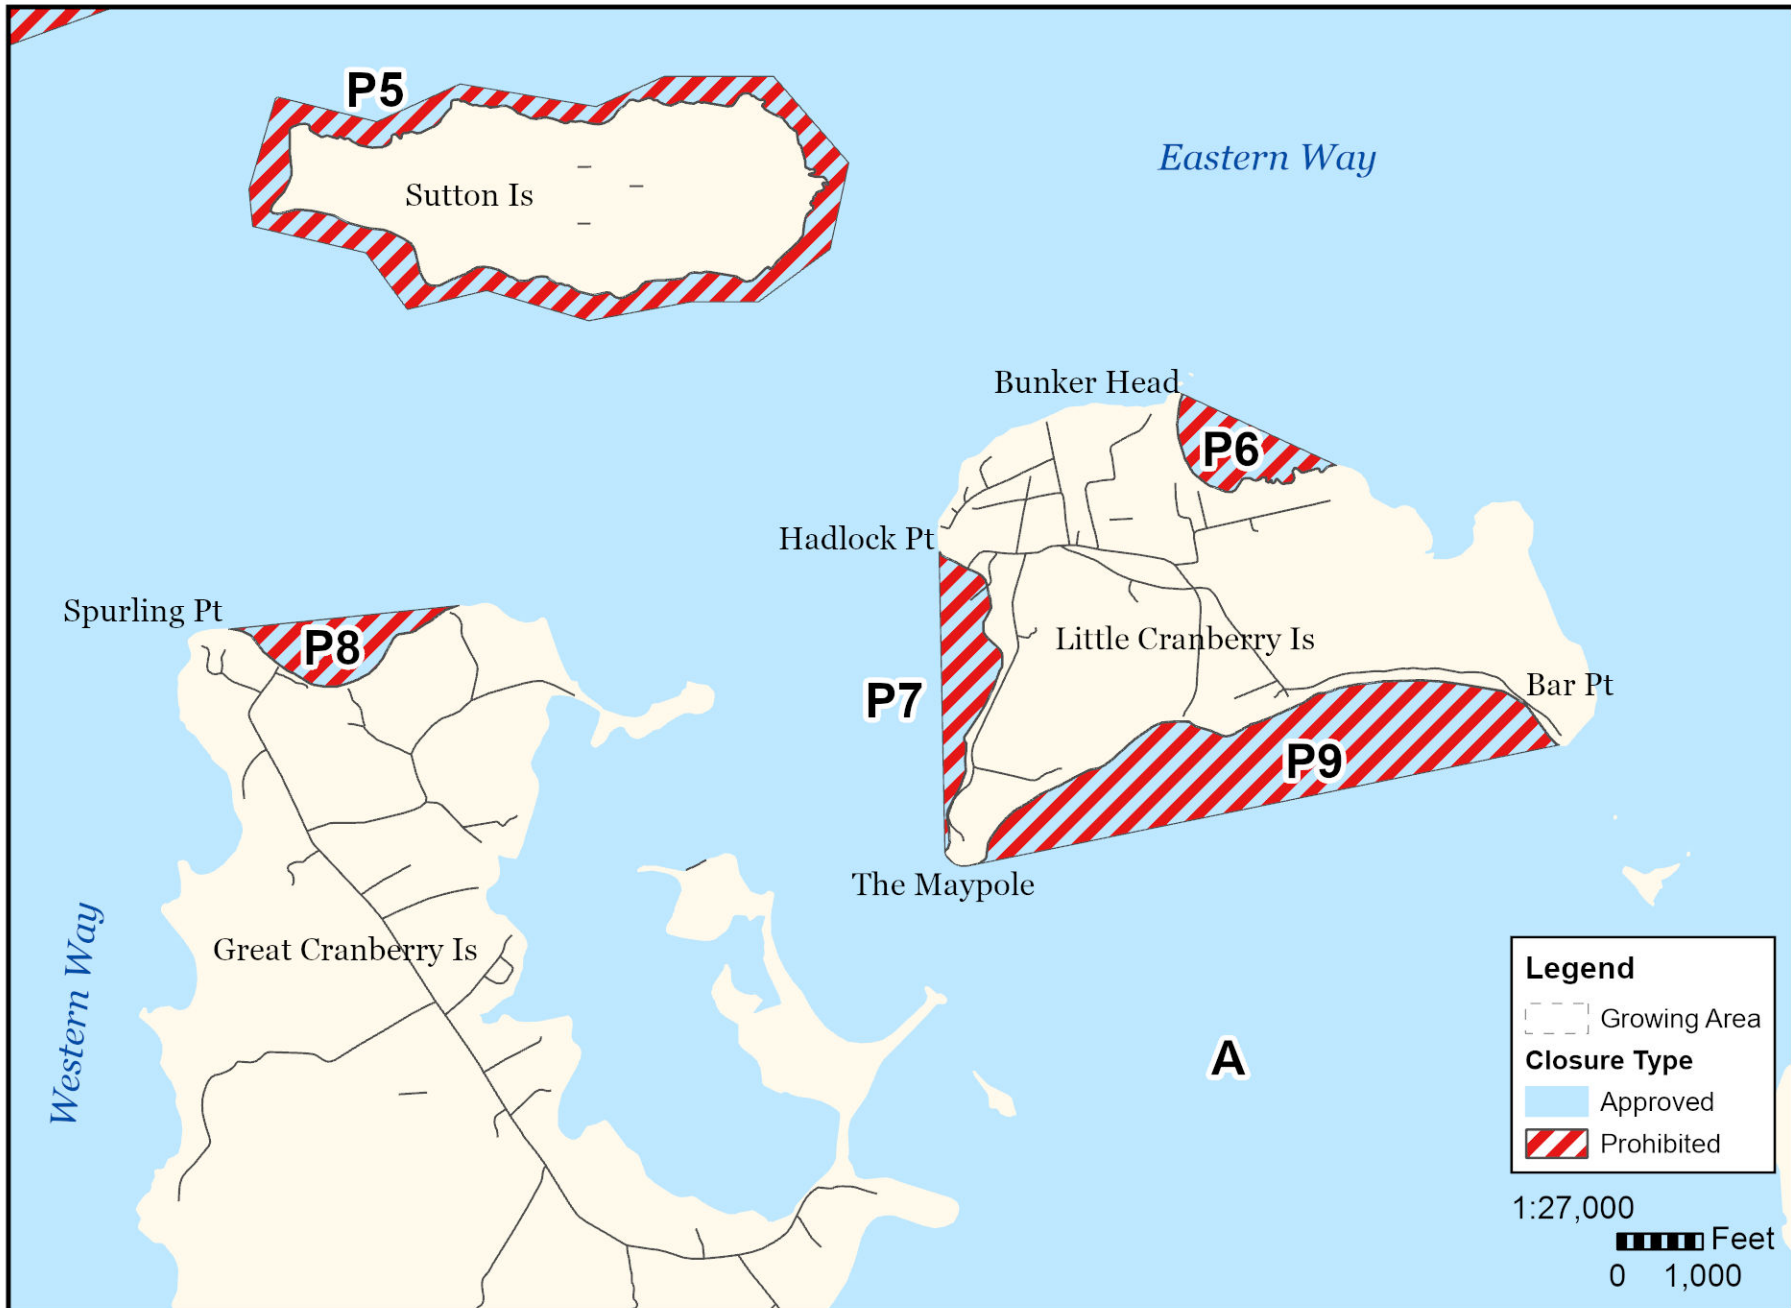 P5
Eastern Way
Sutton Is
Bunker Head
P6
Hadlock Pt
Spurling Pt
P8
Little Cranberry Is
P7
Bar Pt
P9
The Maypole
Great Cranberry Is
Western Way
A
Legend
Growing Area
Closure Type
Approved
Prohibited
1:27,000
Feet
0 1,000